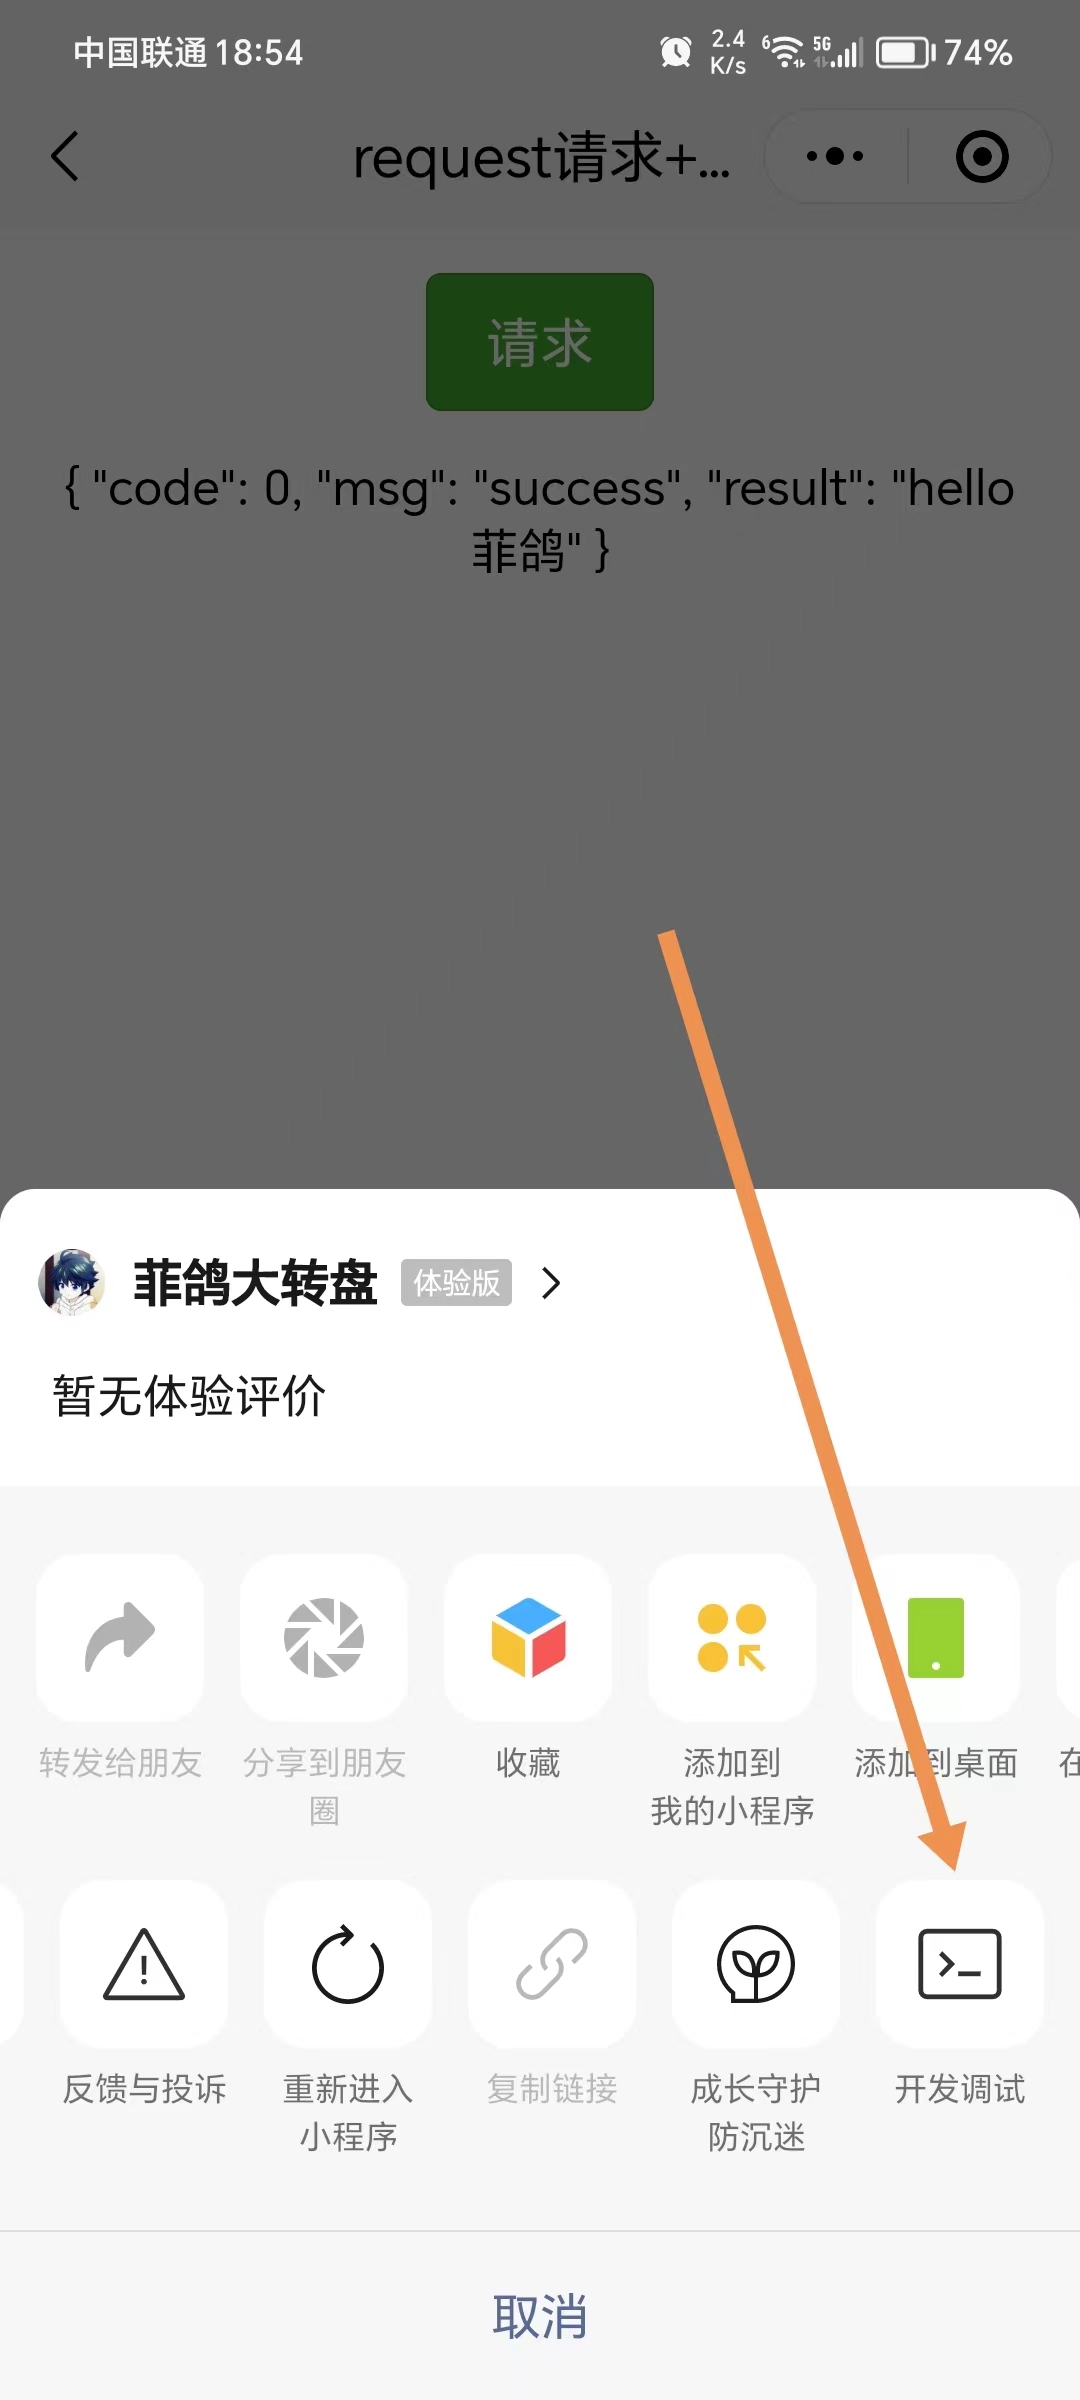 中国联通 18:54 2.4 K/s 6 5G 74%
request请求+...
请求
{ "code": 0, "msg": "success", "result": "hello
菲鸽" }
菲鸽大转盘 体验版
暂无体验评价
转发给朋友 分享到朋友圈 收藏 添加到我的小程序 添加到桌面 在
反馈与投诉 重新进入小程序 复制链接 成长守护防沉迷 开发调试
取消